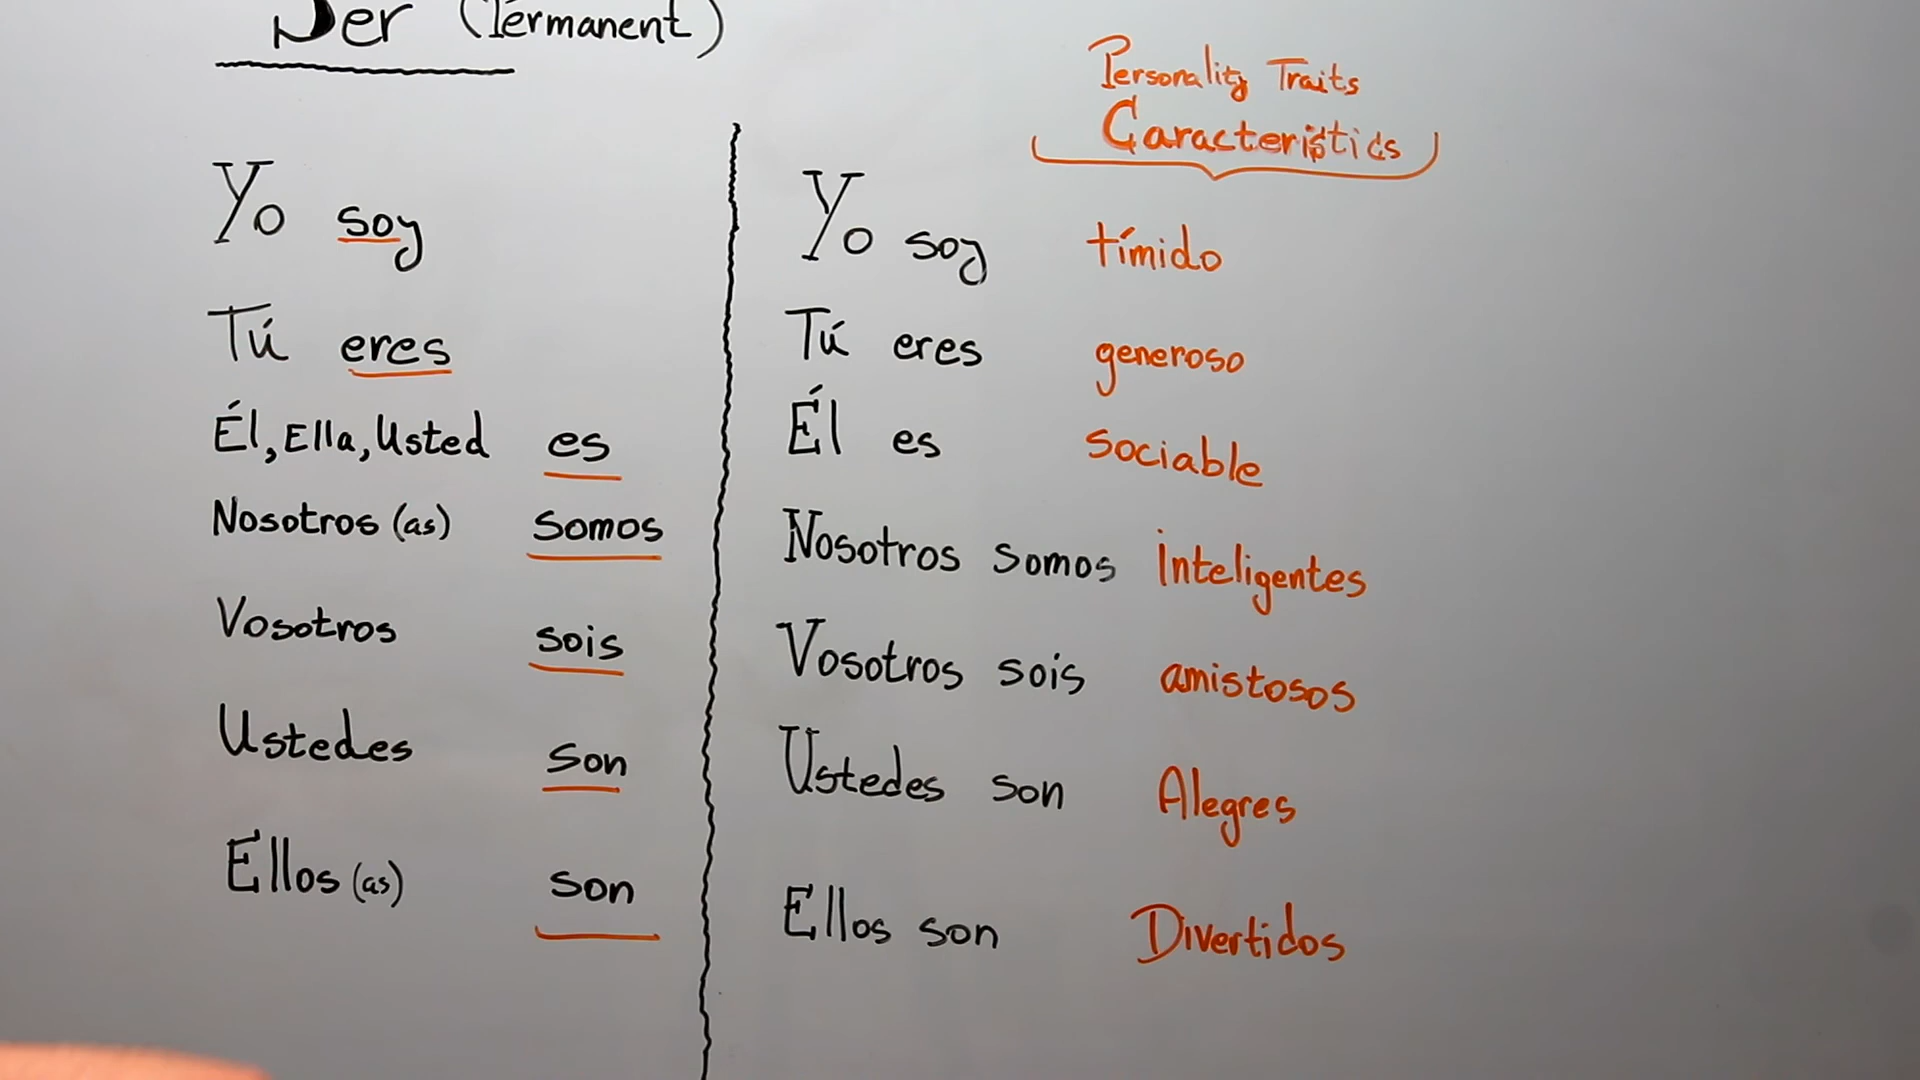 Ser (Permanent)
Yo soy
Tú eres
Él, Ella, Usted es
Nosotros (as) somos
Vosotros sois
Ustedes son
Ellos (as) son
Personality Traits
Caracteristics
Yo soy tímido
Tú eres generoso
Él es sociable
Nosotros somos inteligentes
Vosotros sois amistosos
Ustedes son Alegres
Ellos son Divertidos